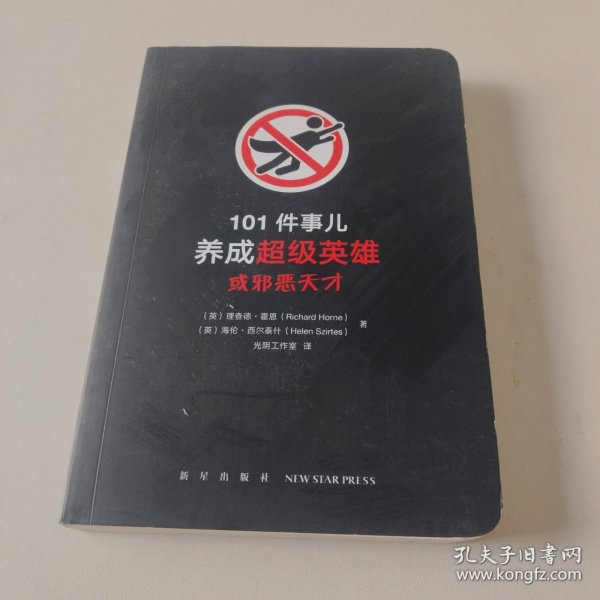 101 件事儿
养成超级英雄
或邪恶天才
（英）理查德·霍恩（Richard Horne）
（英）海伦·西尔泰什（Helen Szirtes） 著
光阴工作室 译
新星出版社 NEW STAR PRESS
孔夫子旧书网
www.kongfz.com